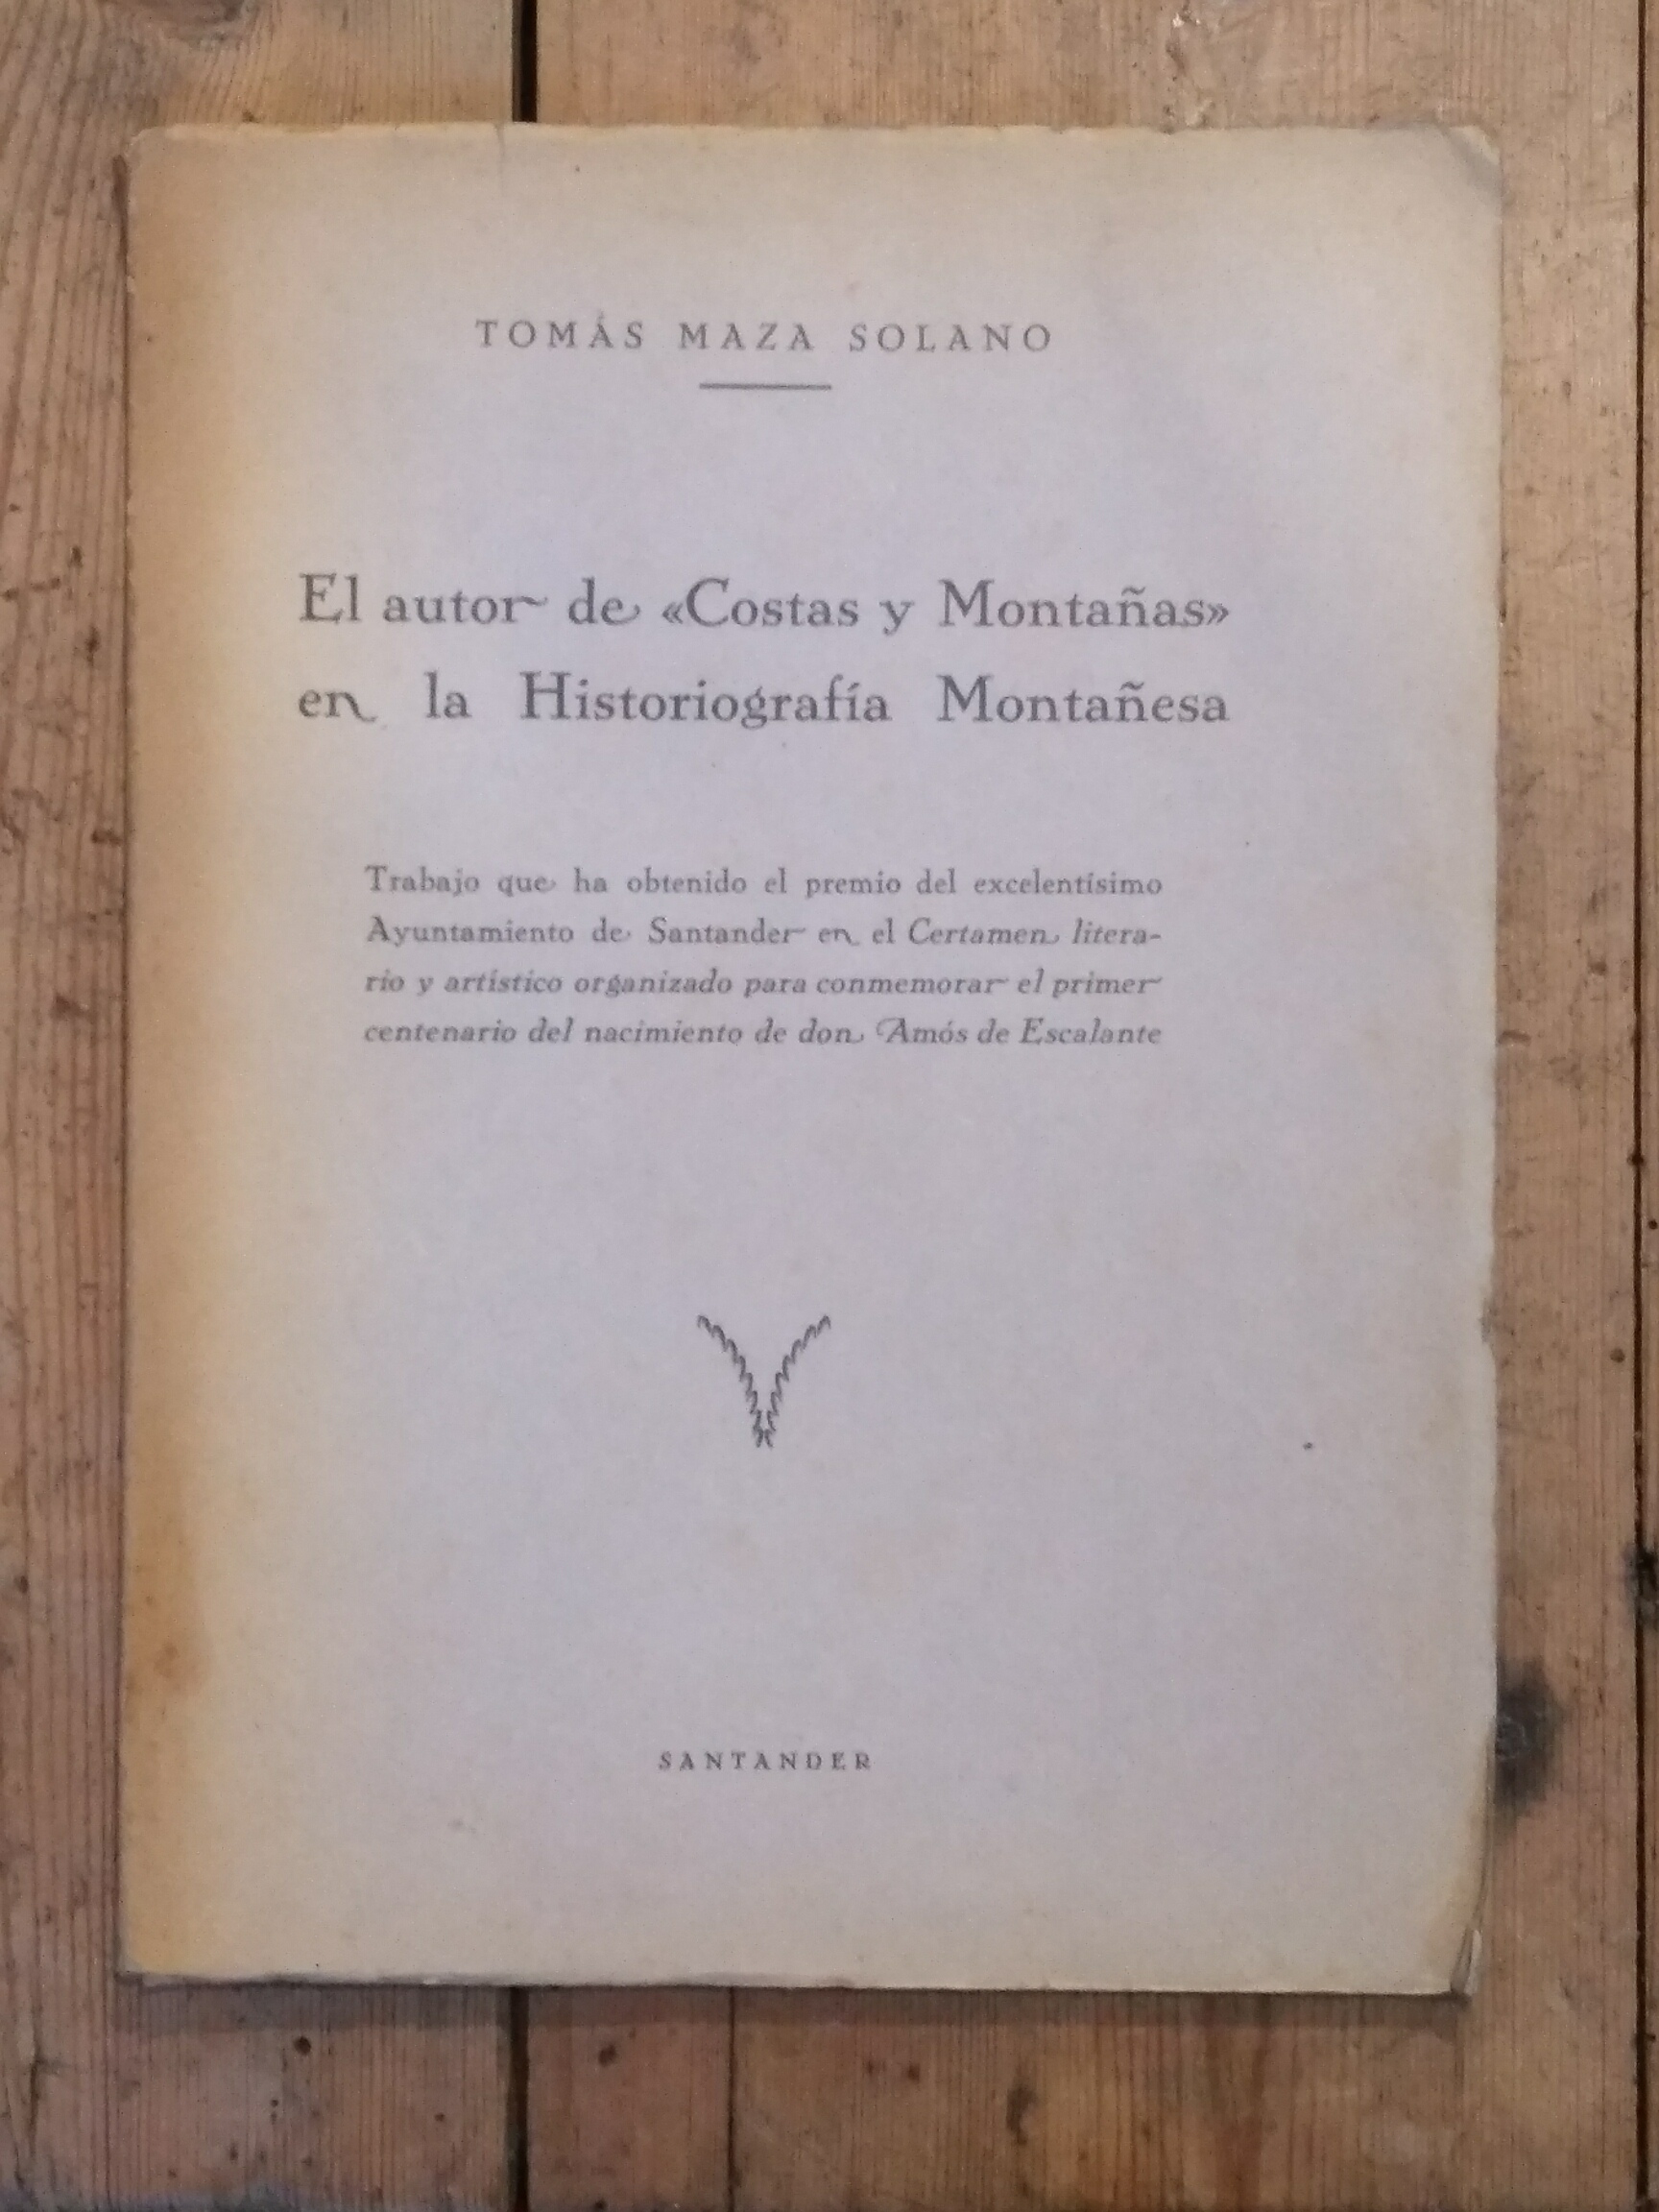 TOMÁS MAZA SOLANO
El autor de «Costas y Montañas»
en la Historiografía Montañesa
Trabajo que ha obtenido el premio del excelentísimo
Ayuntamiento de Santander en el Certamen litera-
rio y artístico organizado para conmemorar el primer
centenario del nacimiento de don Amós de Escalante
SANTANDER